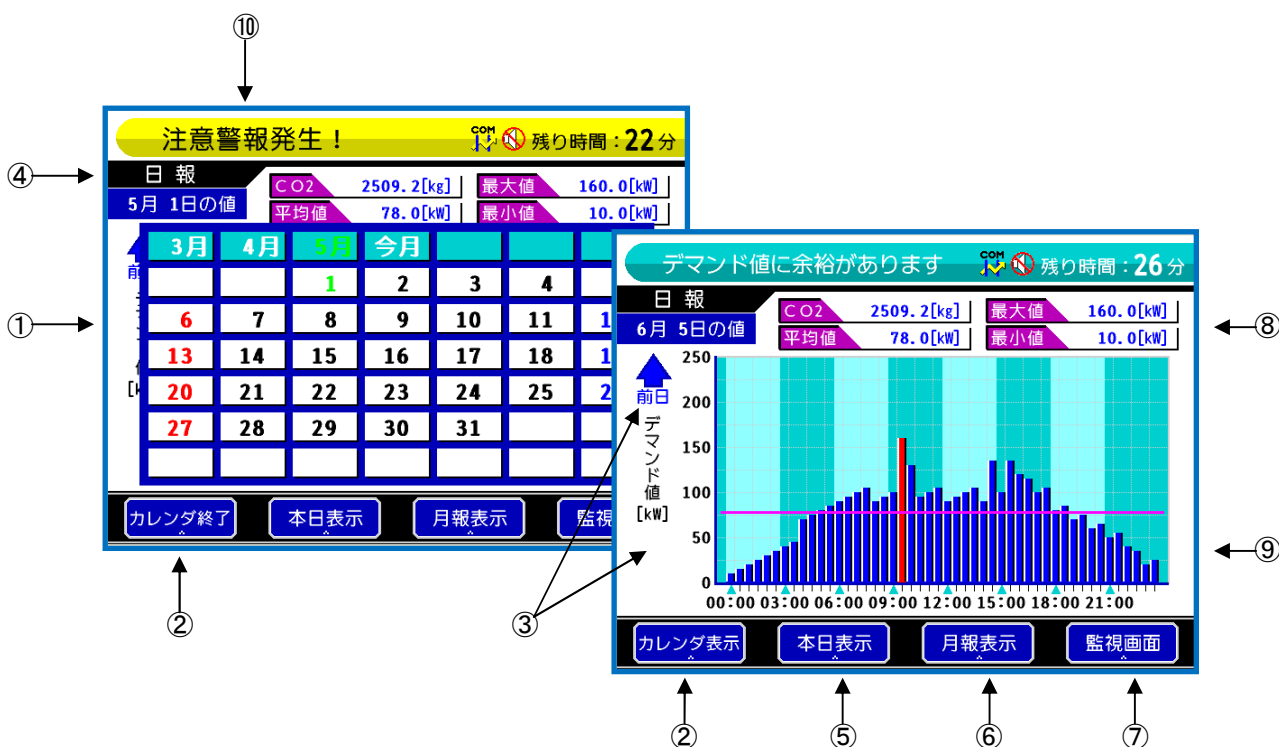 ⑩
注意警報発生！ COM 残り時間：22分
④
日 報
5月 1日の値
CO2 2509.2[kg] 最大値 160.0[kW]
平均値 78.0[kW] 最小値 10.0[kW]
前
①
3月 4月 5月 今月
1 2 3 4
6 7 8 9 10 11
13 14 15 16 17 18
20 21 22 23 24 25
27 28 29 30 31
カレンダ終了 本日表示 月報表示 監視
②
③
デマンド値に余裕があります COM 残り時間：26分
日 報
6月 5日の値
CO2 2509.2[kg] 最大値 160.0[kW]
平均値 78.0[kW] 最小値 10.0[kW]
⑧
前日
デマンド値
[kW]
250
200
150
100
50
0
⑨
00:00 03:00 06:00 09:00 12:00 15:00 18:00 21:00
カレンダ表示 本日表示 月報表示 監視画面
② ⑤ ⑥ ⑦